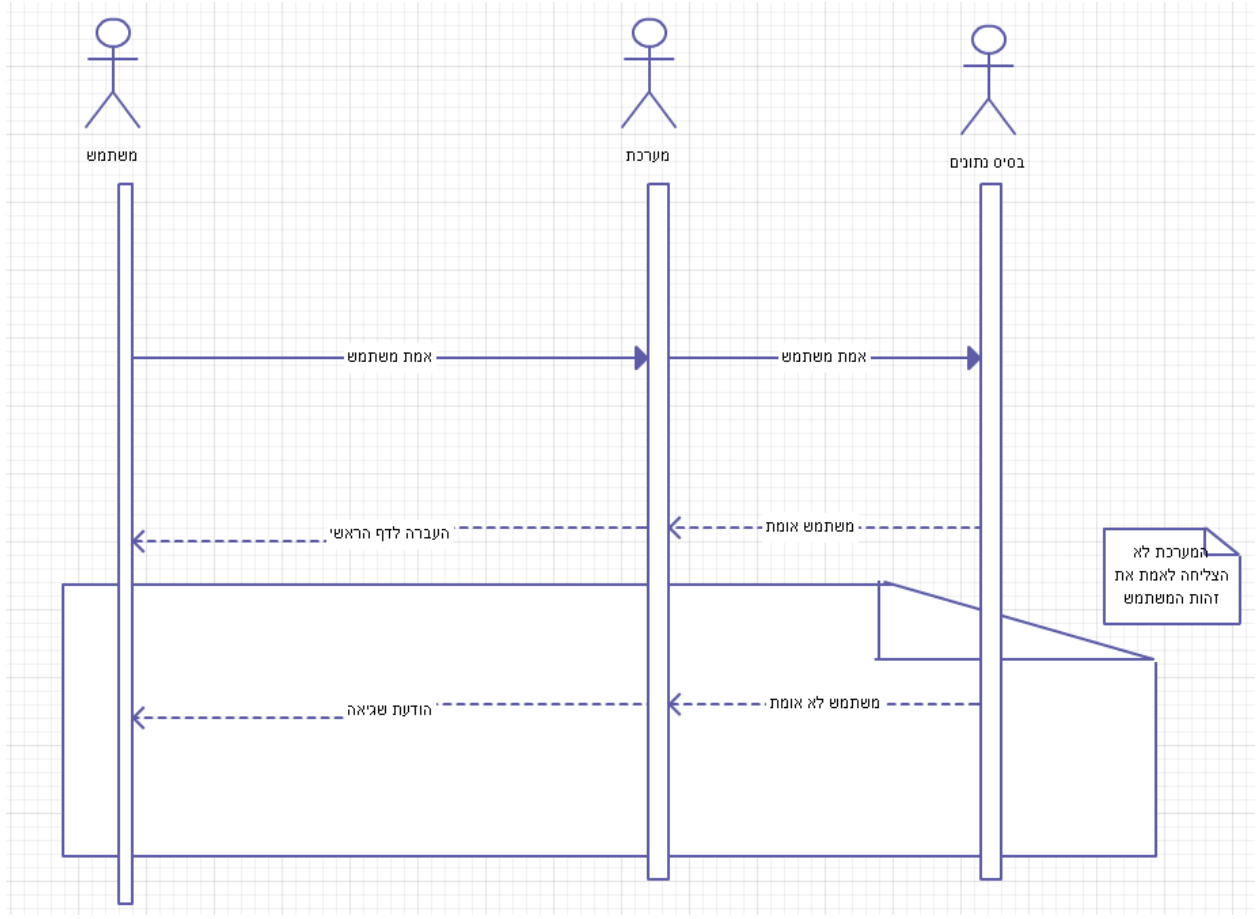 משתמש
מערכת
בסיס נתונים
אמת משתמש
אמת משתמש
משתמש אומת
העברה לדף הראשי
המערכת לא
הצליחה לאמת את
זהות המשתמש
משתמש לא אומת
הודעת שגיאה